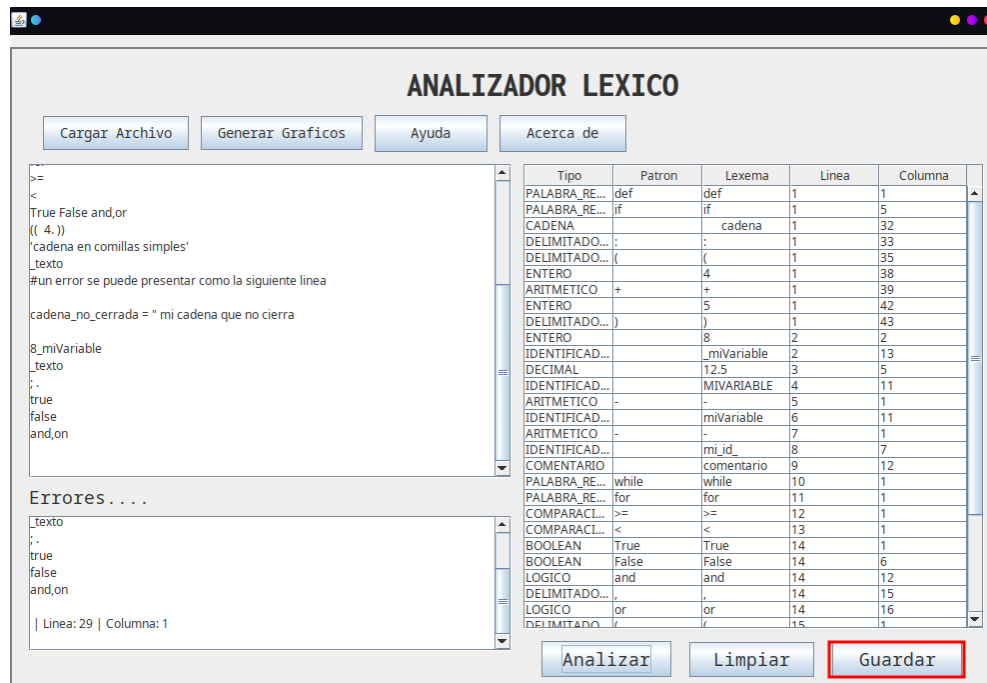 ANALIZADOR LEXICO
Cargar Archivo Generar Graficos Ayuda Acerca de
>=
<
True False and,or
(( 4. ))
'cadena en comillas simples'
_texto
#un error se puede presentar como la siguiente linea
cadena_no_cerrada = " mi cadena que no cierra
8_miVariable
_texto
; .
true
false
and,on
Errores....
_texto
; .
true
false
and,on
| Linea: 29 | Columna: 1
Tipo Patron Lexema Linea Columna
PALABRA_RE... def def 1 1
PALABRA_RE... if if 1 5
CADENA cadena 1 32
DELIMITADO... : : 1 33
DELIMITADO... ( ( 1 35
ENTERO 4 1 38
ARITMETICO + + 1 39
ENTERO 5 1 42
DELIMITADO... ) ) 1 43
ENTERO 8 2 2
IDENTIFICAD... _miVariable 2 13
DECIMAL 12.5 3 5
IDENTIFICAD... MIVARIABLE 4 11
ARITMETICO - - 5 1
IDENTIFICAD... miVariable 6 11
ARITMETICO - - 7 1
IDENTIFICAD... mi_id_ 8 7
COMENTARIO comentario 9 12
PALABRA_RE... while while 10 1
PALABRA_RE... for for 11 1
COMPARACI... >= >= 12 1
COMPARACI... < < 13 1
BOOLEAN True True 14 1
BOOLEAN False False 14 6
LOGICO and and 14 12
DELIMITADO... , , 14 15
LOGICO or or 14 16
DELIMITADO... ( ( 15 1
Analizar Limpiar Guardar